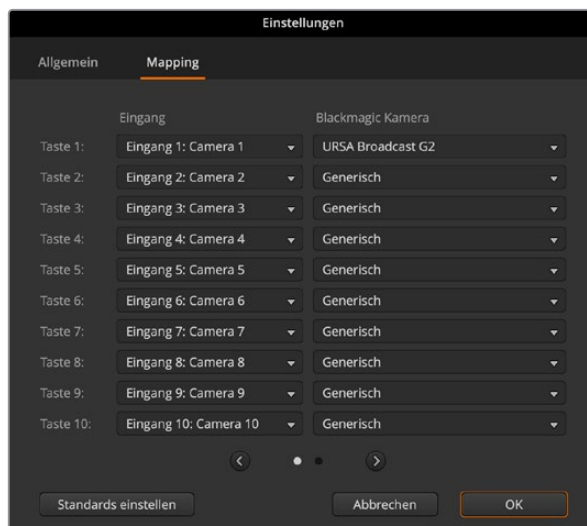 Einstellungen
Allgemein Mapping
Eingang Blackmagic Kamera
Taste 1: Eingang 1: Camera 1 URSA Broadcast G2
Taste 2: Eingang 2: Camera 2 Generisch
Taste 3: Eingang 3: Camera 3 Generisch
Taste 4: Eingang 4: Camera 4 Generisch
Taste 5: Eingang 5: Camera 5 Generisch
Taste 6: Eingang 6: Camera 6 Generisch
Taste 7: Eingang 7: Camera 7 Generisch
Taste 8: Eingang 8: Camera 8 Generisch
Taste 9: Eingang 9: Camera 9 Generisch
Taste 10: Eingang 10: Camera 10 Generisch
Standards einstellen Abbrechen OK